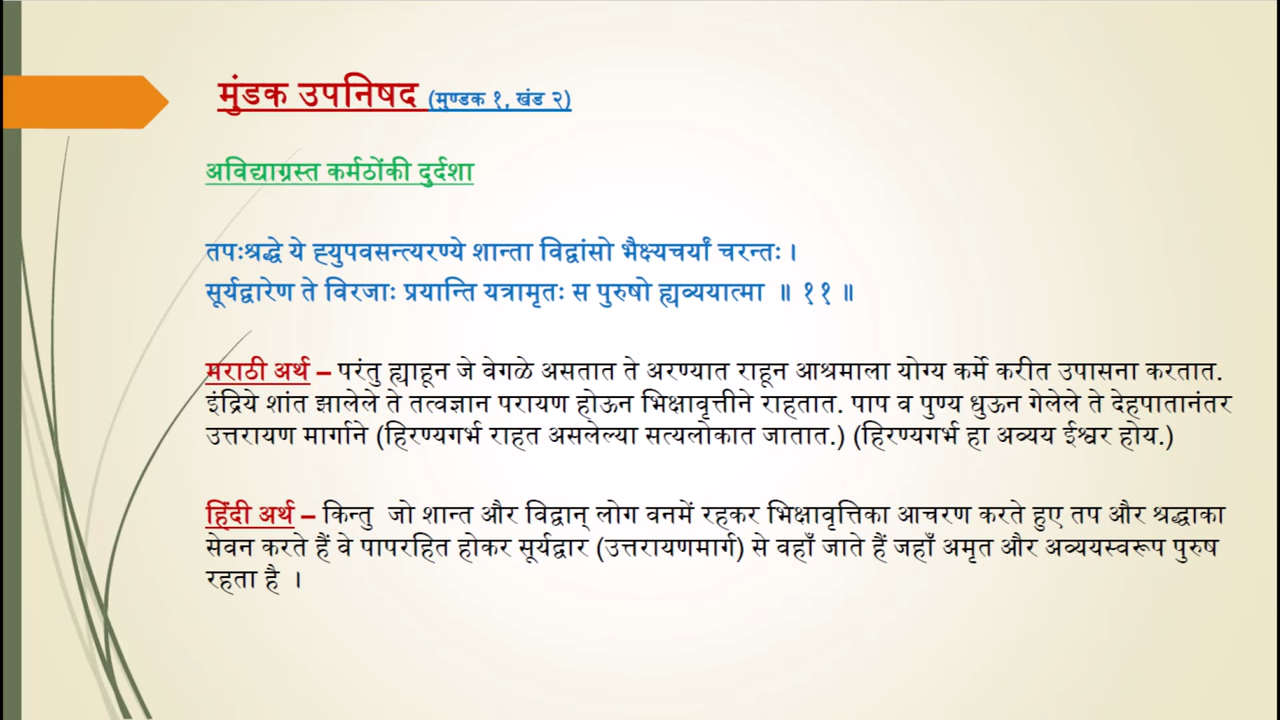 मुंडक उपनिषद (मुण्डक १, खंड २)
अविद्याग्रस्त कर्मठोंकी दुर्दशा
तपःश्रद्धे ये ह्युपवसन्त्यरण्ये शान्ता विद्वांसो भैक्ष्यचर्यां चरन्तः ।
सूर्यद्वारेण ते विरजाः प्रयान्ति यत्रामृतः स पुरुषो ह्यव्ययात्मा ॥ ११ ॥
मराठी अर्थ – परंतु ह्याहून जे वेगळे असतात ते अरण्यात राहून आश्रमाला योग्य कर्मे करीत उपासना करतात.
इंद्रिये शांत झालेले ते तत्वज्ञान परायण होऊन भिक्षावृत्तीने राहतात. पाप व पुण्य धुऊन गेलेले ते देहपातानंतर
उत्तरायण मार्गाने (हिरण्यगर्भ राहत असलेल्या सत्यलोकात जातात.) (हिरण्यगर्भ हा अव्यय ईश्वर होय.)
हिंदी अर्थ – किन्तु जो शान्त और विद्वान् लोग वनमें रहकर भिक्षावृत्तिका आचरण करते हुए तप और श्रद्धाका
सेवन करते हैं वे पापरहित होकर सूर्यद्वार (उत्तरायणमार्ग) से वहाँ जाते हैं जहाँ अमृत और अव्ययस्वरूप पुरुष
रहता है ।